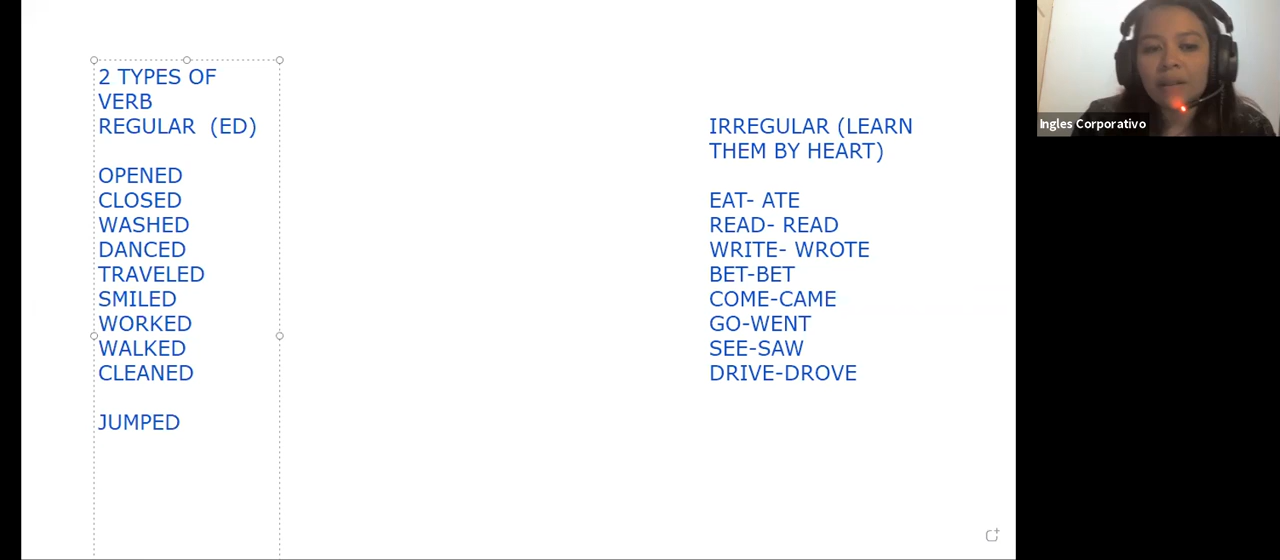 2 TYPES OF
VERB
REGULAR  (ED)
OPENED
CLOSED
WASHED
DANCED
TRAVELED
SMILED
WORKED
WALKED
CLEANED
JUMPED
IRREGULAR (LEARN
THEM BY HEART)
EAT- ATE
READ- READ
WRITE- WROTE
BET-BET
COME-CAME
GO-WENT
SEE-SAW
DRIVE-DROVE
Ingles Corporativo